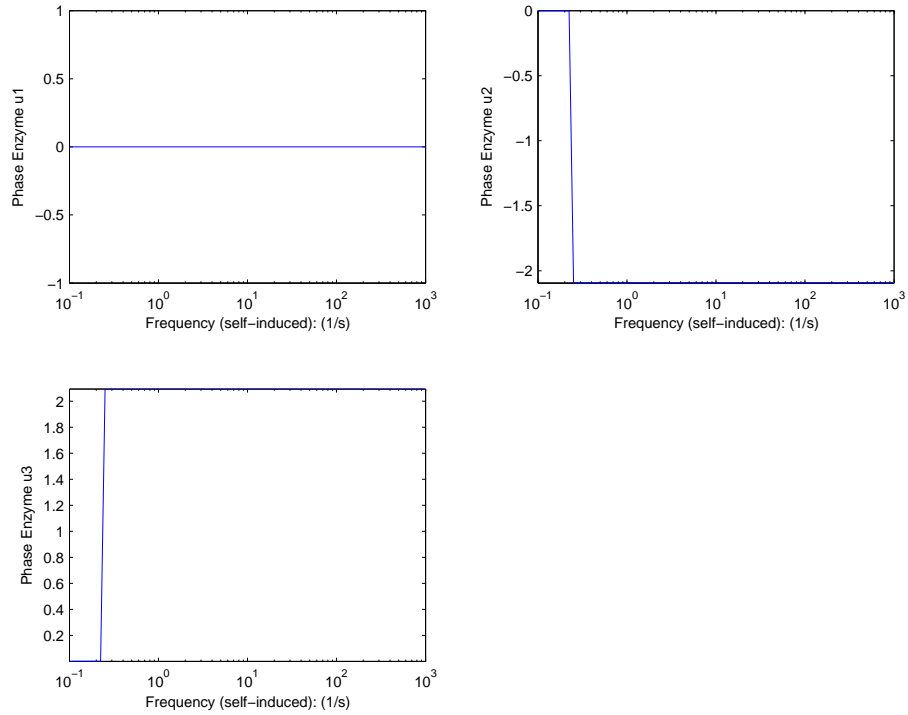 1
0.5
0
−0.5
−1
Phase Enzyme u1
10^−1 10^0 10^1 10^2 10^3
Frequency (self−induced): (1/s)
0
−0.5
−1
−1.5
−2
Phase Enzyme u2
10^−1 10^0 10^1 10^2 10^3
Frequency (self−induced): (1/s)
2
1.8
1.6
1.4
1.2
1
0.8
0.6
0.4
0.2
Phase Enzyme u3
10^−1 10^0 10^1 10^2 10^3
Frequency (self−induced): (1/s)